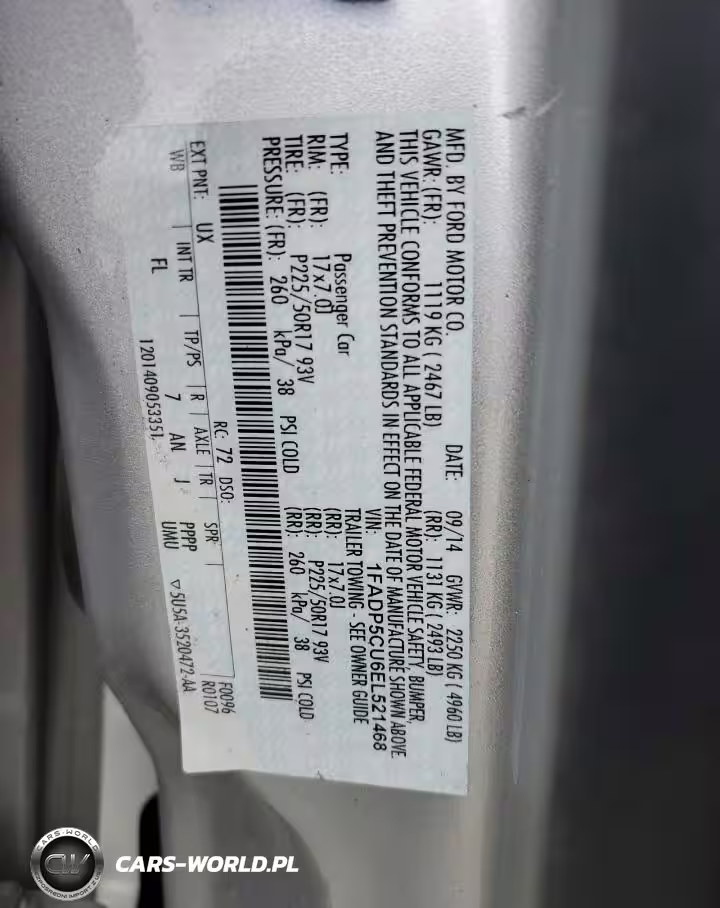 MFD. BY FORD MOTOR CO.
DATE: 09/14 GVWR: 2250 KG ( 4960 LB)
GAWR: (FR): 1119 KG ( 2467 LB) (RR): 1131 KG ( 2493 LB)
THIS VEHICLE CONFORMS TO ALL APPLICABLE FEDERAL MOTOR VEHICLE SAFETY, BUMPER,
AND THEFT PREVENTION STANDARDS IN EFFECT ON THE DATE OF MANUFACTURE SHOWN ABOVE.
VIN: 1FADP5CU6EL521468
TYPE: Passenger Car TRAILER TOWING - SEE OWNER GUIDE
RIM: (FR): 17x7.0J (RR): 17x7.0J
TIRE: (FR): P225/50R17 93V (RR): P225/50R17 93V
PRESSURE: (FR): 260 kPa/ 38 PSI COLD (RR): 260 kPa/ 38 PSI COLD
F0096
EXT PNT: UX RC: 72 DSO: R0107
WB INT TR TP/PS R AXLE TR SPR
FL 7 AN J PPPP
UMU
1201409053351 ▽5U5A-3520472-AA
CARS-WORLD
CW
CARS-WORLD.PL